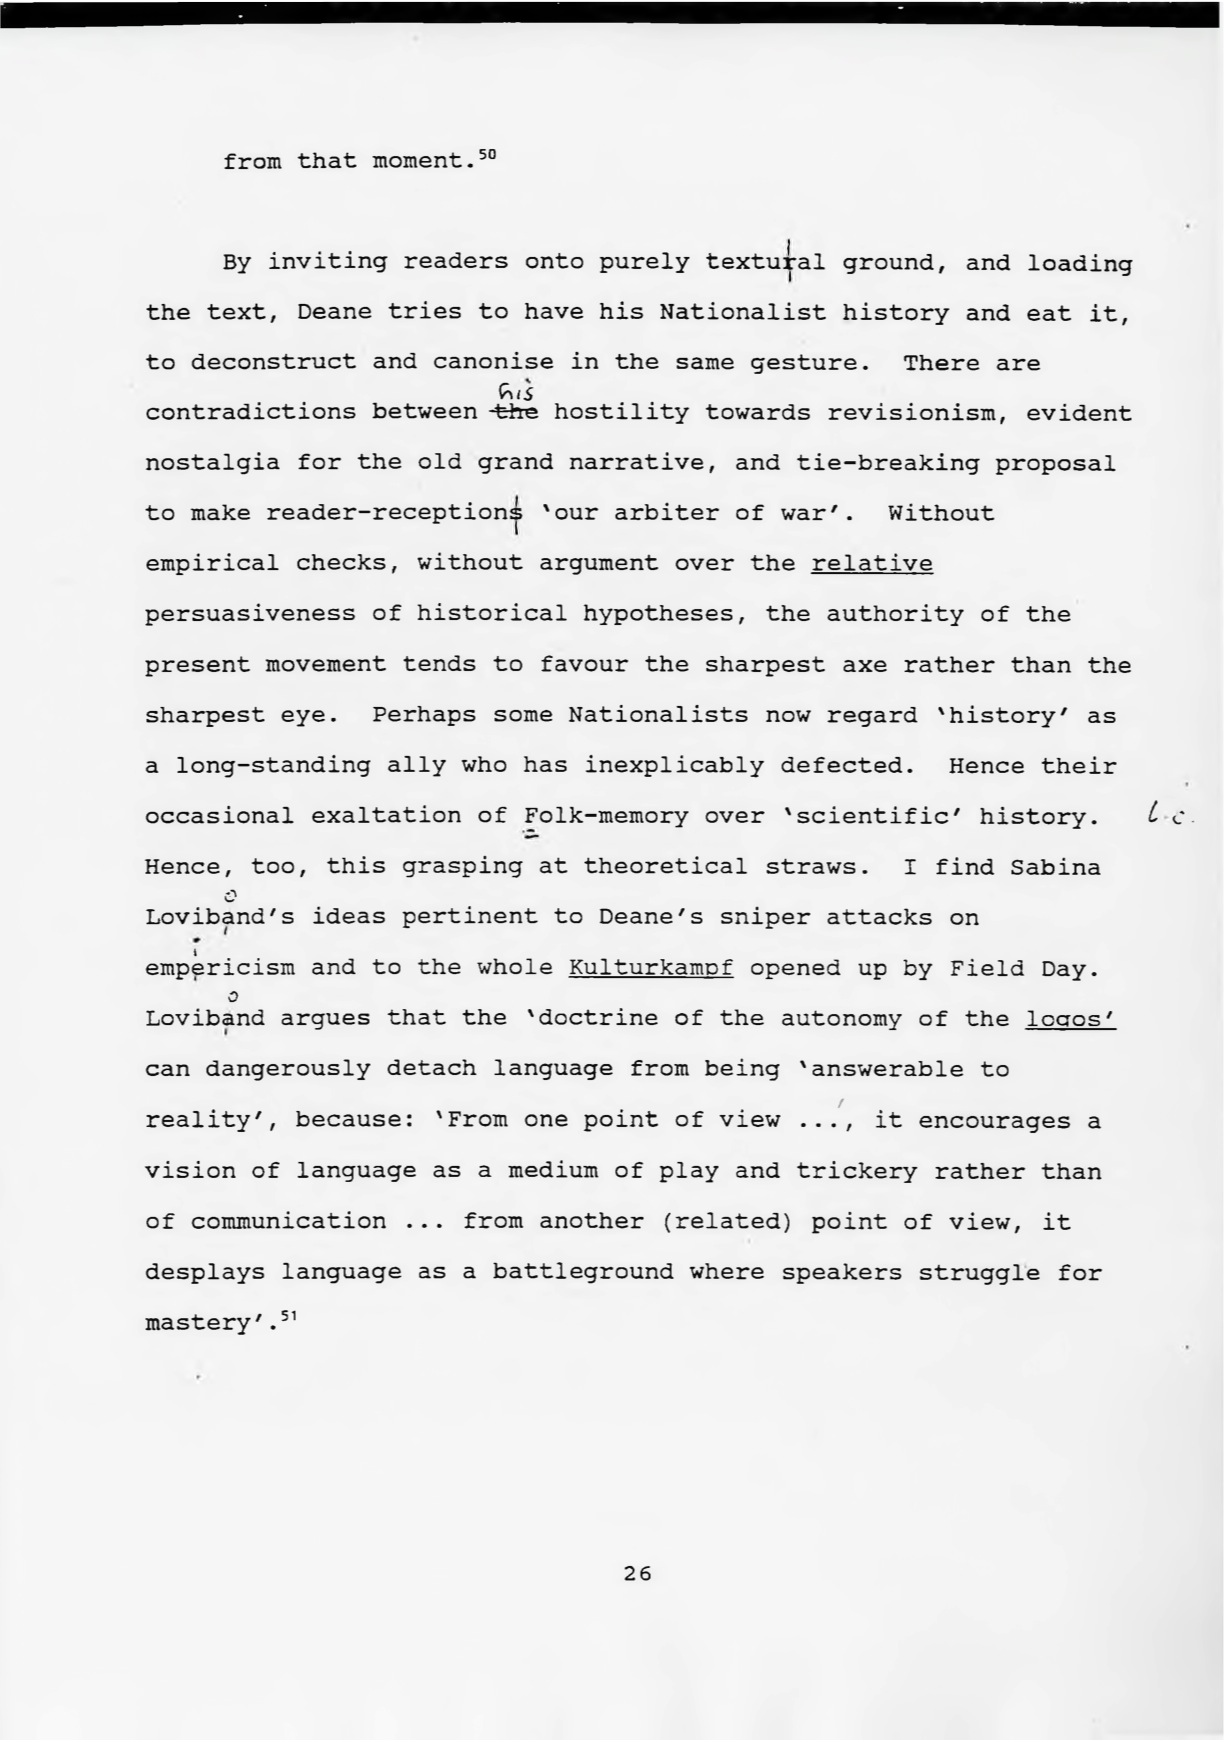 from that moment.50
By inviting readers onto purely textural ground, and loading
the text, Deane tries to have his Nationalist history and eat it,
to deconstruct and canonise in the same gesture. There are
his
contradictions between the hostility towards revisionism, evident
nostalgia for the old grand narrative, and tie-breaking proposal
to make reader-receptions ‘our arbiter of war’. Without
empirical checks, without argument over the relative
persuasiveness of historical hypotheses, the authority of the
present movement tends to favour the sharpest axe rather than the
sharpest eye. Perhaps some Nationalists now regard ‘history’ as
a long-standing ally who has inexplicably defected. Hence their
occasional exaltation of Folk-memory over ‘scientific’ history. l.c.
Hence, too, this grasping at theoretical straws. I find Sabina
o
Loviband's ideas pertinent to Deane's sniper attacks on
i
empericism and to the whole Kulturkampf opened up by Field Day.
o
Loviband argues that the ‘doctrine of the autonomy of the logos’
can dangerously detach language from being ‘answerable to
reality’, because: ‘From one point of view ..., it encourages a
vision of language as a medium of play and trickery rather than
of communication ... from another (related) point of view, it
desplays language as a battleground where speakers struggle for
mastery’.51
26